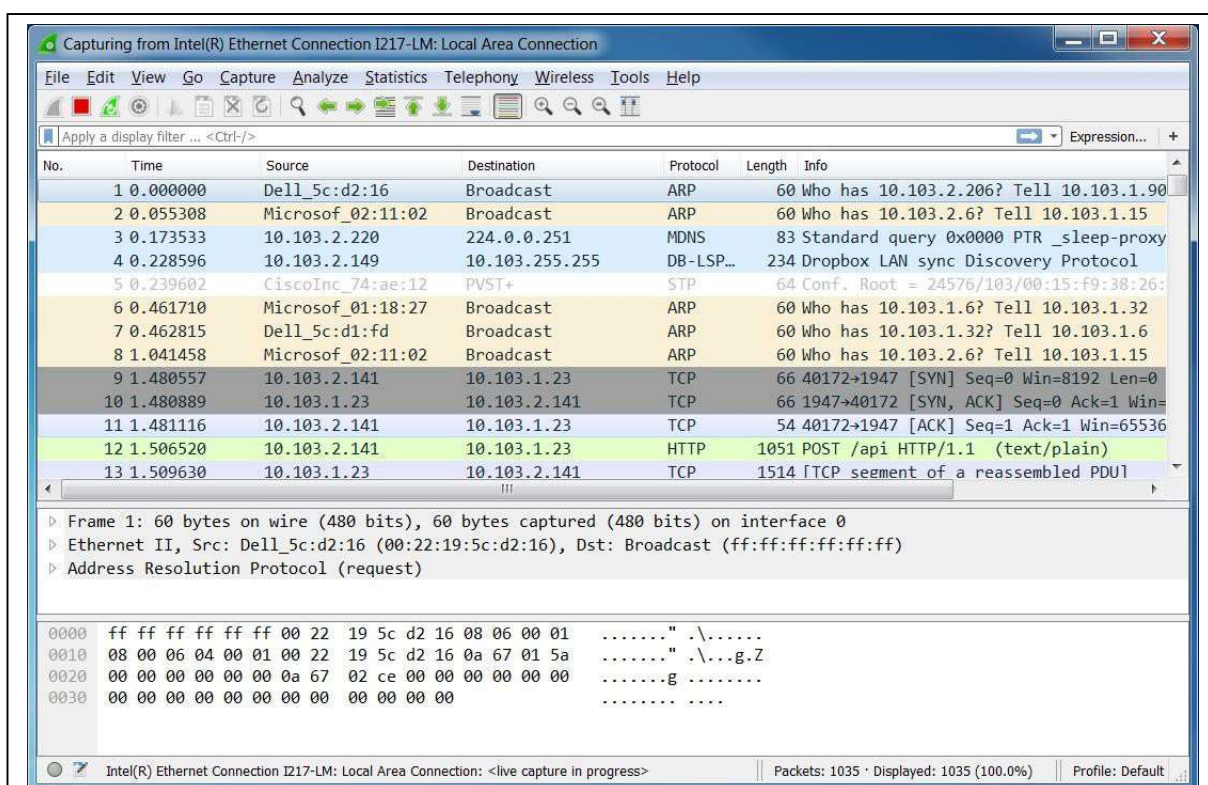 Capturing from Intel(R) Ethernet Connection I217-LM: Local Area Connection
File Edit View Go Capture Analyze Statistics Telephony Wireless Tools Help
Apply a display filter ... <Ctrl-/> Expression... +
No. Time Source Destination Protocol Length Info
1 0.000000 Dell_5c:d2:16 Broadcast ARP 60 Who has 10.103.2.206? Tell 10.103.1.90
2 0.055308 Microsof_02:11:02 Broadcast ARP 60 Who has 10.103.2.6? Tell 10.103.1.15
3 0.173533 10.103.2.220 224.0.0.251 MDNS 83 Standard query 0x0000 PTR _sleep-proxy
4 0.228596 10.103.2.149 10.103.255.255 DB-LSP… 234 Dropbox LAN sync Discovery Protocol
5 0.239602 CiscoInc_74:ae:12 PVST+ STP 64 Conf. Root = 24576/103/00:15:f9:38:26:
6 0.461710 Microsof_01:18:27 Broadcast ARP 60 Who has 10.103.1.6? Tell 10.103.1.32
7 0.462815 Dell_5c:d1:fd Broadcast ARP 60 Who has 10.103.1.32? Tell 10.103.1.6
8 1.041458 Microsof_02:11:02 Broadcast ARP 60 Who has 10.103.2.6? Tell 10.103.1.15
9 1.480557 10.103.2.141 10.103.1.23 TCP 66 40172→1947 [SYN] Seq=0 Win=8192 Len=0
10 1.480889 10.103.1.23 10.103.2.141 TCP 66 1947→40172 [SYN, ACK] Seq=0 Ack=1 Win=
11 1.481116 10.103.2.141 10.103.1.23 TCP 54 40172→1947 [ACK] Seq=1 Ack=1 Win=65536
12 1.506520 10.103.2.141 10.103.1.23 HTTP 1051 POST /api HTTP/1.1 (text/plain)
13 1.509630 10.103.1.23 10.103.2.141 TCP 1514 [TCP segment of a reassembled PDU]
Frame 1: 60 bytes on wire (480 bits), 60 bytes captured (480 bits) on interface 0
Ethernet II, Src: Dell_5c:d2:16 (00:22:19:5c:d2:16), Dst: Broadcast (ff:ff:ff:ff:ff:ff)
Address Resolution Protocol (request)
0000 ff ff ff ff ff ff 00 22 19 5c d2 16 08 06 00 01 ......." .\......
0010 08 00 06 04 00 01 00 22 19 5c d2 16 0a 67 01 5a ......." .\...g.Z
0020 00 00 00 00 00 00 0a 67 02 ce 00 00 00 00 00 00 .......g ........
0030 00 00 00 00 00 00 00 00 00 00 00 00 ........ ....
Intel(R) Ethernet Connection I217-LM: Local Area Connection: <live capture in progress> Packets: 1035 · Displayed: 1035 (100.0%) Profile: Default